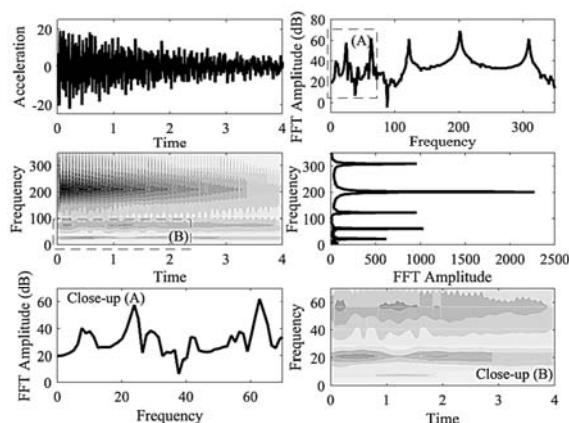 20
0
-20
Acceleration
0 1 2 3 4
Time
80
60
40
20
0
FFT Amplitude (dB)
(A)
0 100 200 300
Frequency
300
200
100
0
Frequency
(B)
0 1 2 3 4
Time
300
200
100
0
Frequency
0 500 1000 1500 2000 2500
FFT Amplitude
60
40
20
0
FFT Amplitude (dB)
Close-up (A)
0 20 40 60
Frequency
60
40
20
0
Frequency
Close-up (B)
0 1 2 3 4
Time